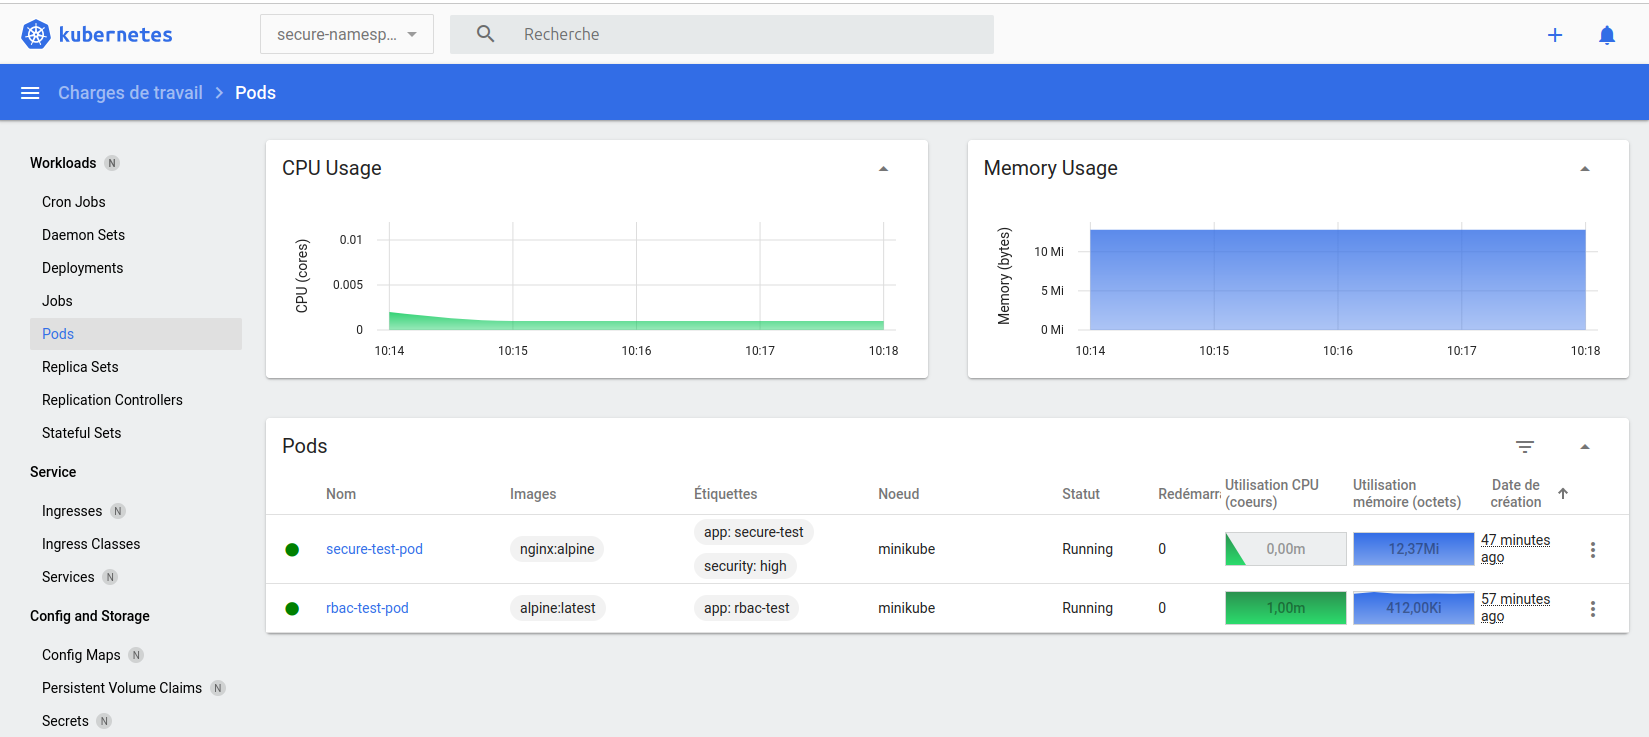 kubernetes
secure-namesp...
Recherche
Charges de travail
Pods
Workloads N
Cron Jobs
Daemon Sets
Deployments
Jobs
Pods
Replica Sets
Replication Controllers
Stateful Sets
Service
Ingresses N
Ingress Classes
Services N
Config and Storage
Config Maps N
Persistent Volume Claims N
Secrets N
CPU Usage
CPU (cores)
0.01
0.005
0
10:14 10:15 10:16 10:17 10:18
Memory Usage
Memory (bytes)
10 Mi
5 Mi
0 Mi
10:14 10:15 10:16 10:17 10:18
Pods
Nom Images Étiquettes Noeud Statut Redémarr Utilisation CPU (coeurs) Utilisation mémoire (octets) Date de création
secure-test-pod nginx:alpine app: secure-test security: high minikube Running 0 0,00m 12,37Mi 47 minutes ago
rbac-test-pod alpine:latest app: rbac-test minikube Running 0 1,00m 412,00Ki 57 minutes ago